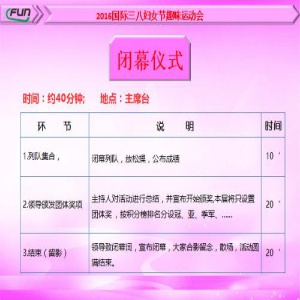 FUN
2016国际三八妇女节趣味运动会
闭幕仪式
时间：约40分钟； 地点：主席台
环 节 说 明 时间
1.列队集合，闭幕列队，放松操，公布成绩 10＇
2.领导颁发团体奖项 主持人对活动进行总结，并宣布开始颁奖,本届将只设置
团体奖，按积分榜排名分设冠、亚、季军、…… 20＇
3.结束（留影） 领导致闭幕词，宣布闭幕，大家合影留念，散场，活动圆
满结束。 20＇